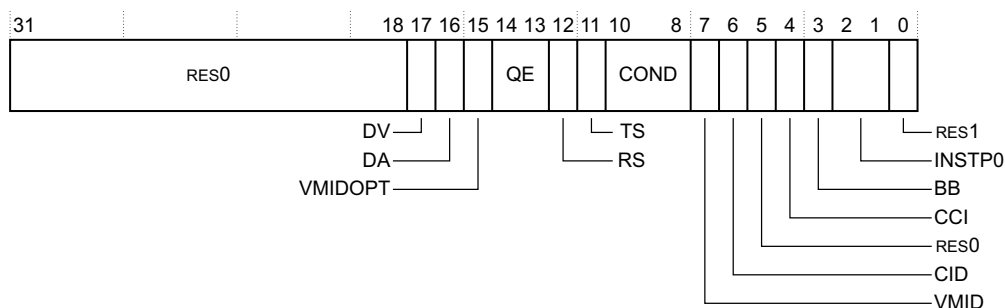 31 18 17 16 15 14 13 12 11 10 8 7 6 5 4 3 2 1 0
RES0 QE COND
DV TS RES1
DA RS INSTP0
VMIDOPT BB
CCI
RES0
CID
VMID